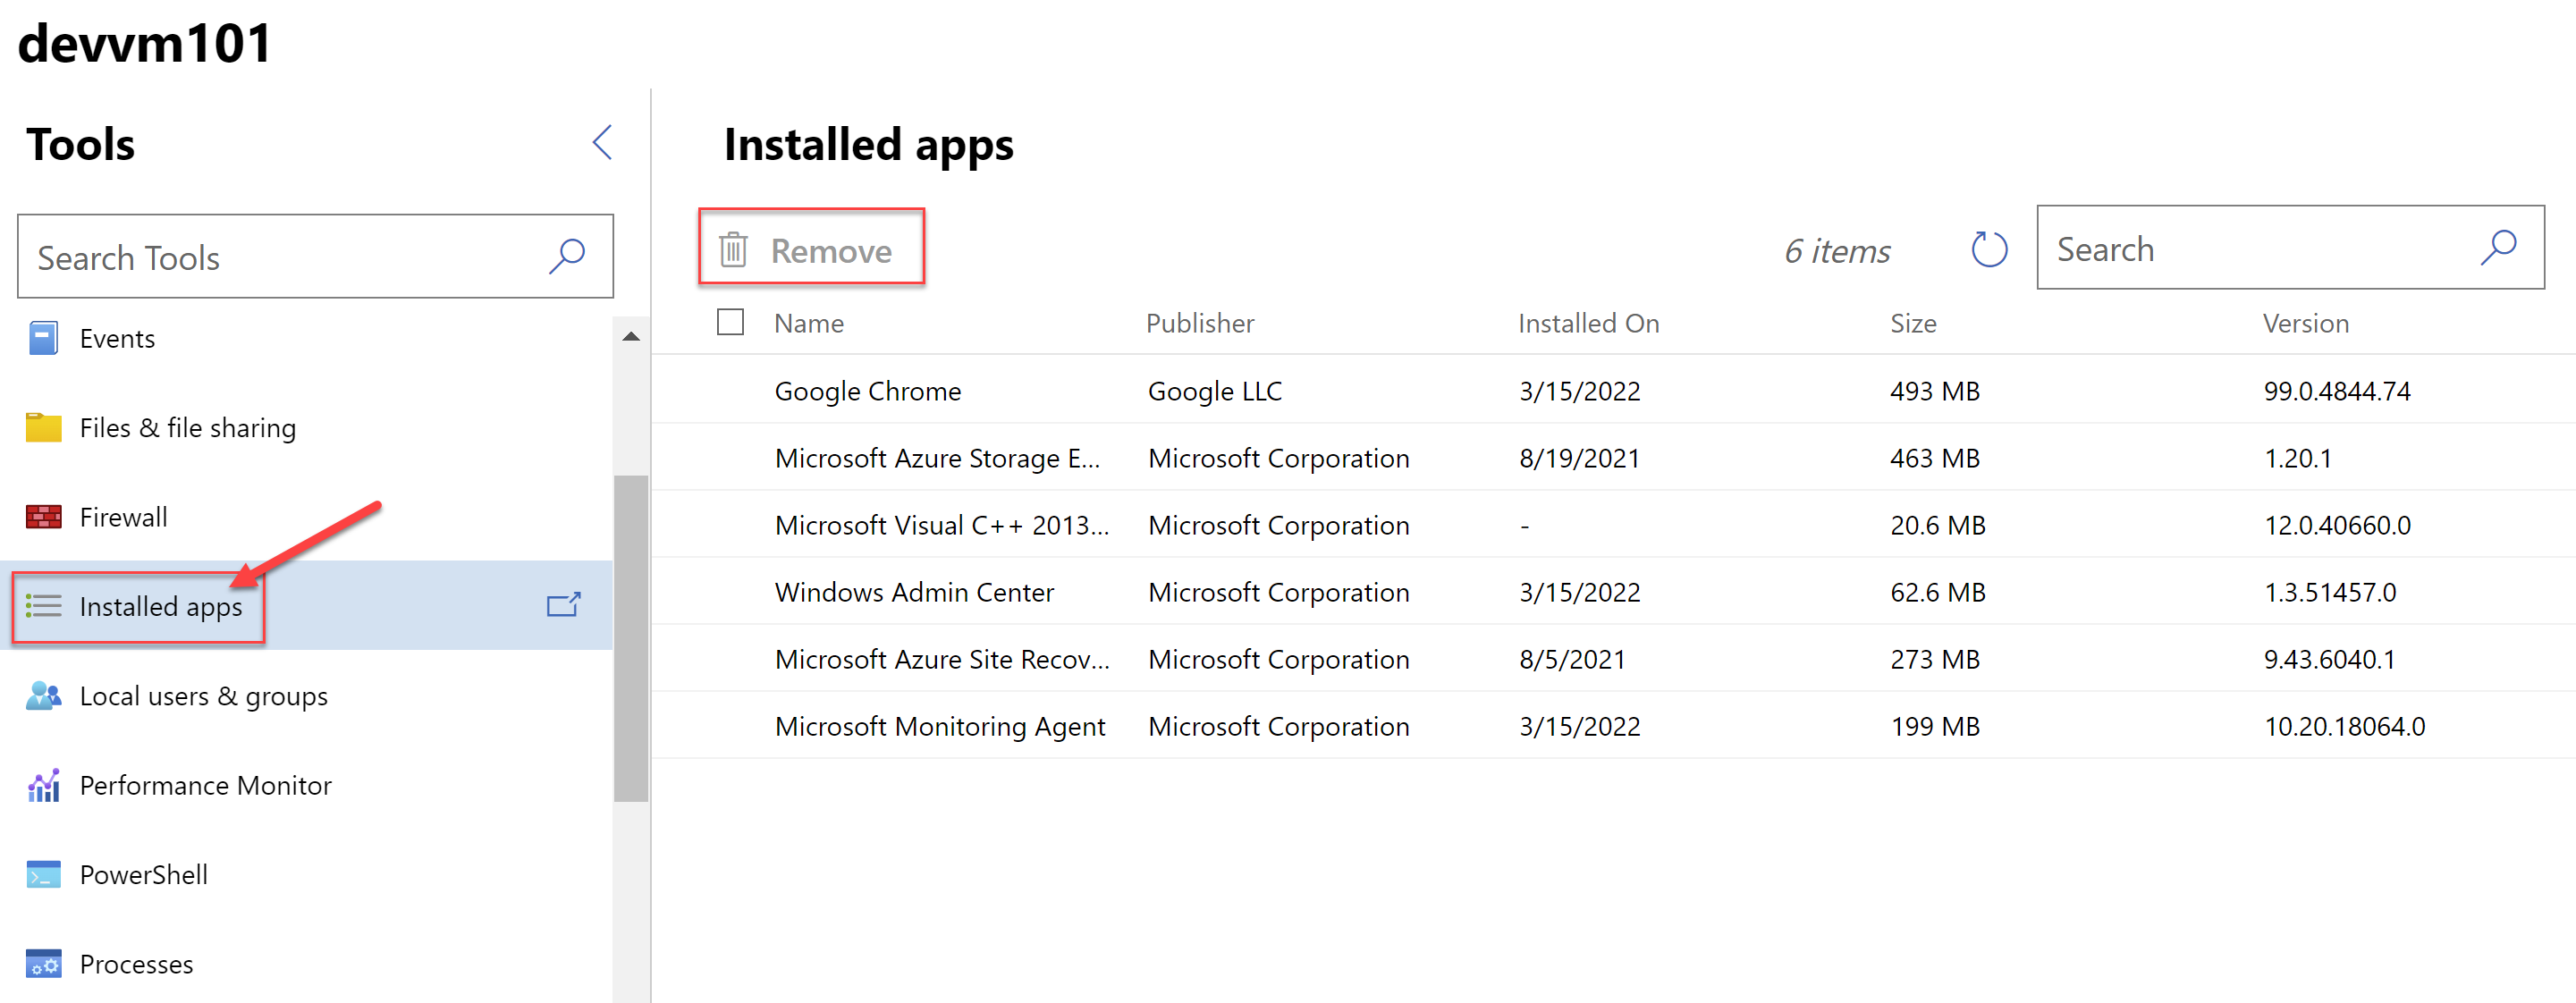 devvm101
Tools
Search Tools
Events
Files & file sharing
Firewall
Installed apps
Local users & groups
Performance Monitor
PowerShell
Processes
Installed apps
Remove
6 items
Search
Name Publisher Installed On Size Version
Google Chrome Google LLC 3/15/2022 493 MB 99.0.4844.74
Microsoft Azure Storage E... Microsoft Corporation 8/19/2021 463 MB 1.20.1
Microsoft Visual C++ 2013... Microsoft Corporation - 20.6 MB 12.0.40660.0
Windows Admin Center Microsoft Corporation 3/15/2022 62.6 MB 1.3.51457.0
Microsoft Azure Site Recov... Microsoft Corporation 8/5/2021 273 MB 9.43.6040.1
Microsoft Monitoring Agent Microsoft Corporation 3/15/2022 199 MB 10.20.18064.0